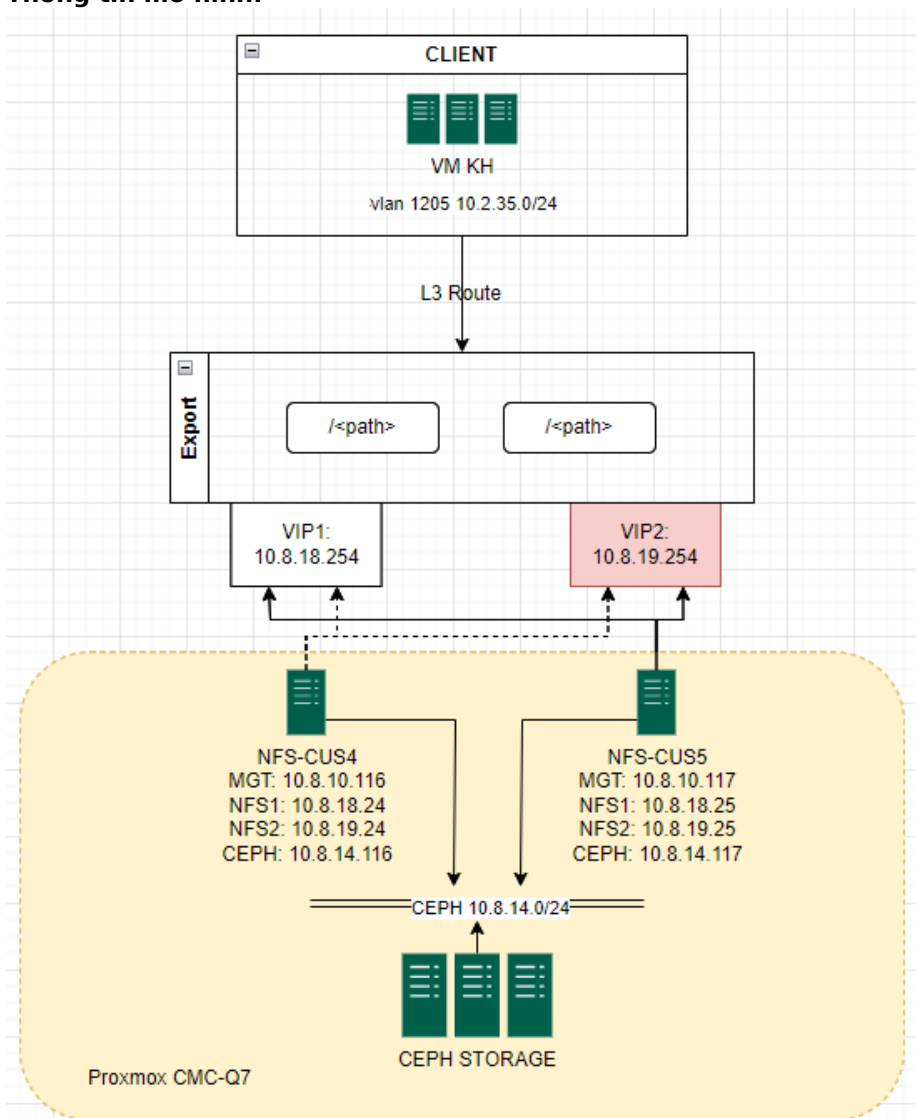 CLIENT
VM KH
vlan 1205 10.2.35.0/24
L3 Route
Export
/<path>
/<path>
VIP1:
10.8.18.254
VIP2:
10.8.19.254
NFS-CUS4
MGT: 10.8.10.116
NFS1: 10.8.18.24
NFS2: 10.8.19.24
CEPH: 10.8.14.116
NFS-CUS5
MGT: 10.8.10.117
NFS1: 10.8.18.25
NFS2: 10.8.19.25
CEPH: 10.8.14.117
CEPH 10.8.14.0/24
CEPH STORAGE
Proxmox CMC-Q7